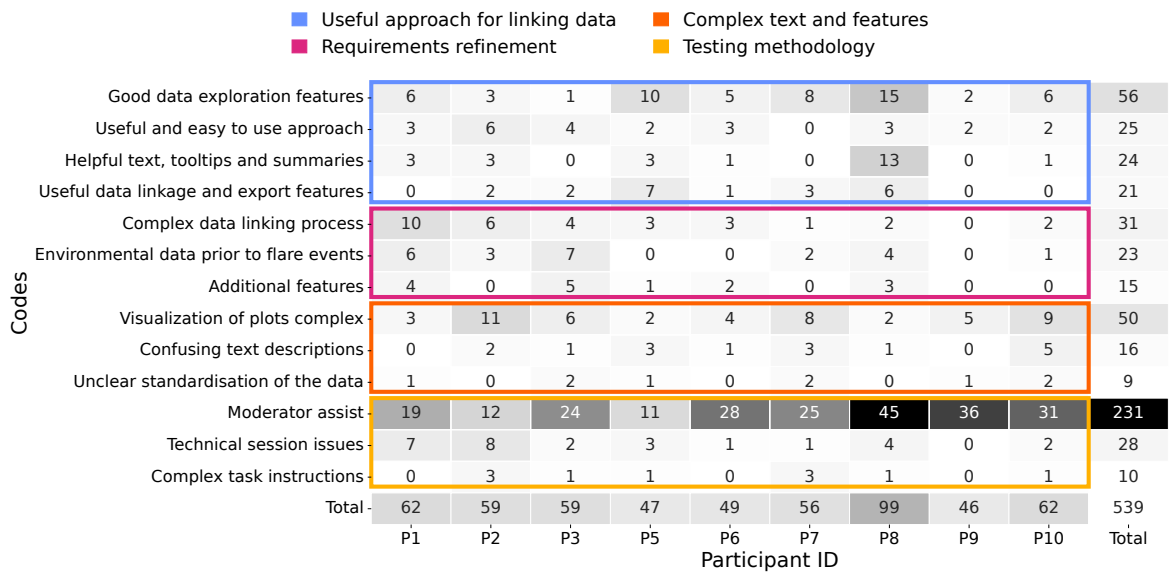 Useful approach for linking data Complex text and features
Requirements refinement Testing methodology
Good data exploration features 6 3 1 10 5 8 15 2 6 56
Useful and easy to use approach 3 6 4 2 3 0 3 2 2 25
Helpful text, tooltips and summaries 3 3 0 3 1 0 13 0 1 24
Useful data linkage and export features 0 2 2 7 1 3 6 0 0 21
Complex data linking process 10 6 4 3 3 1 2 0 2 31
Environmental data prior to flare events 6 3 7 0 0 2 4 0 1 23
Additional features 4 0 5 1 2 0 3 0 0 15
Visualization of plots complex 3 11 6 2 4 8 2 5 9 50
Confusing text descriptions 0 2 1 3 1 3 1 0 5 16
Unclear standardisation of the data 1 0 2 1 0 2 0 1 2 9
Moderator assist 19 12 24 11 28 25 45 36 31 231
Technical session issues 7 8 2 3 1 1 4 0 2 28
Complex task instructions 0 3 1 1 0 3 1 0 1 10
Total 62 59 59 47 49 56 99 46 62 539
P1 P2 P3 P5 P6 P7 P8 P9 P10 Total
Participant ID
Codes